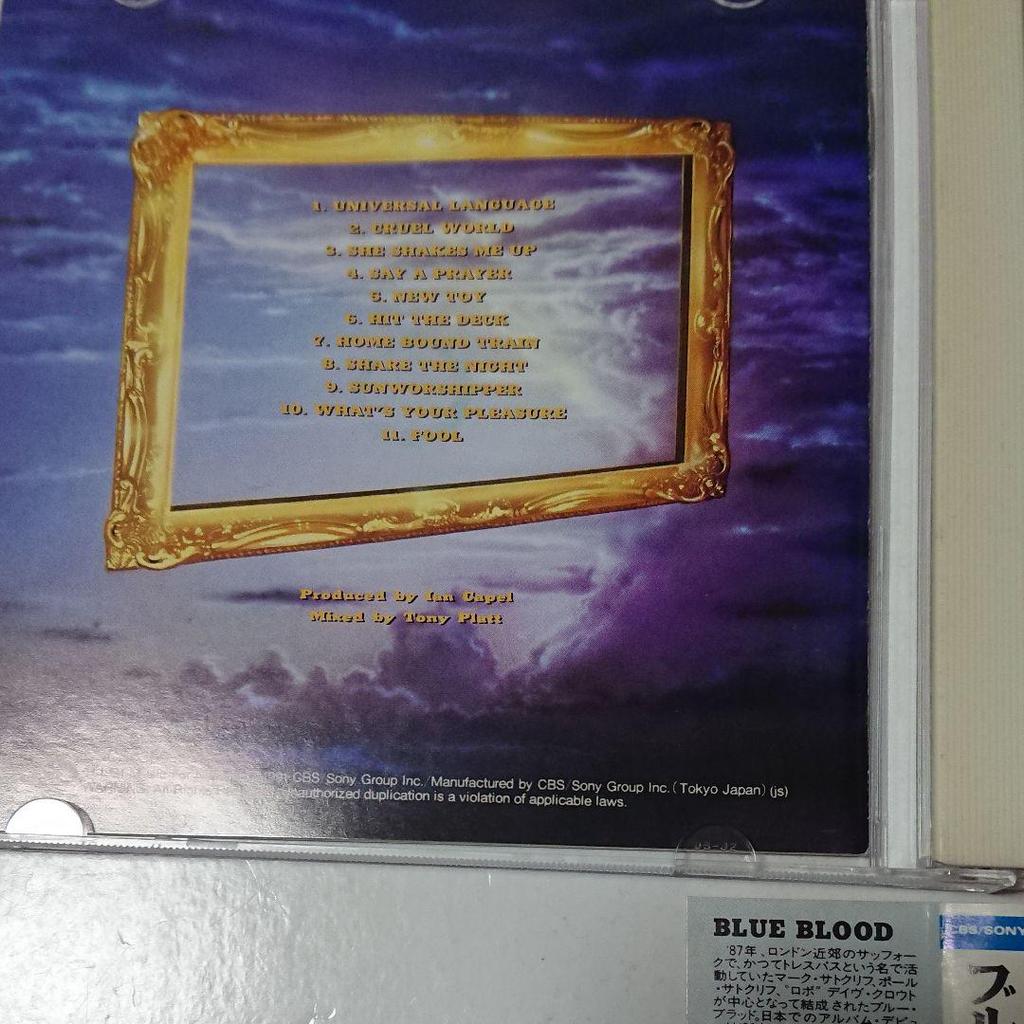 1. UNIVERSAL LANGUAGE
2. CRUEL WORLD
3. SHE SHAKES ME UP
4. SAY A PRAYER
5. NEW TOY
6. HIT THE DECK
7. HOME BOUND TRAIN
8. SHARE THE NIGHT
9. SUNWORSHIPPER
10. WHAT'S YOUR PLEASURE
11. FOOL
Produced by Ian Capel
Mixed by Tony Platt
CBS/Sony Group Inc./Manufactured by CBS/Sony Group Inc. (Tokyo Japan) (js)
unauthorized duplication is a violation of applicable laws.
BLUE BLOOD
'87年、ロンドン近郊のサッフォー
クで、かつてトレスパスという名で活
動していたマーク・サトクリフ、ポール
・サトクリフ、"ロボ" デイヴ・クロウト
が中心となって結成されたブルー・
ブラッド。日本でのアルバム・デビュ
CBS/SONY
ブル